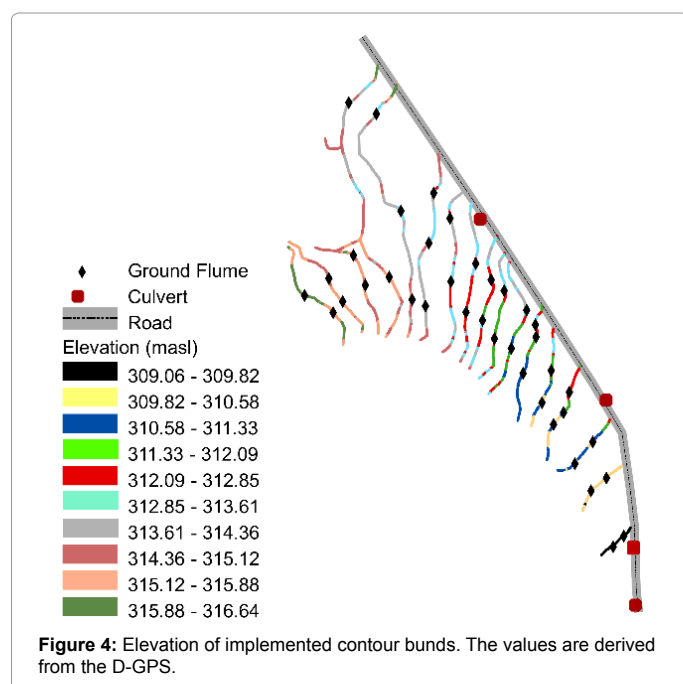 Ground Flume
Culvert
Road
Elevation (masl)
309.06 - 309.82
309.82 - 310.58
310.58 - 311.33
311.33 - 312.09
312.09 - 312.85
312.85 - 313.61
313.61 - 314.36
314.36 - 315.12
315.12 - 315.88
315.88 - 316.64
Figure 4: Elevation of implemented contour bunds. The values are derived
from the D-GPS.